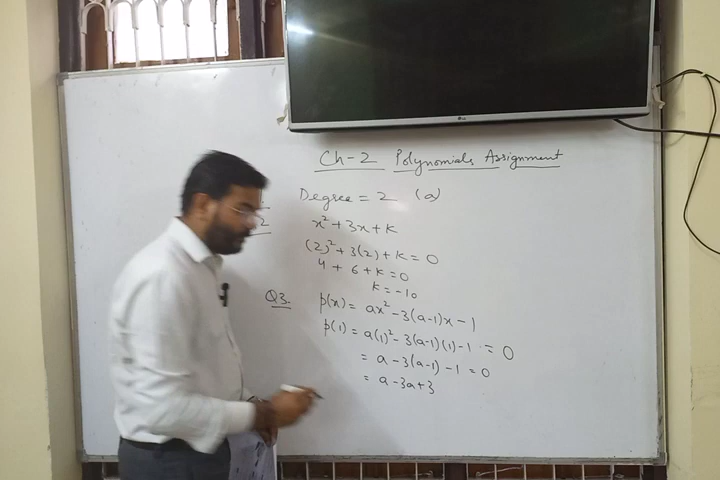 LG
Ch-2 Polynomials Assignment
Degree = 2 (a)
2
x² + 3x + k
(2)² + 3(2) + k = 0
4 + 6 + k = 0
k = -10
Q3. p(x) = ax² - 3(a-1)x - 1
p(1) = a(1)² - 3(a-1)(1) - 1 = 0
= a - 3(a-1) - 1 = 0
= a - 3a + 3